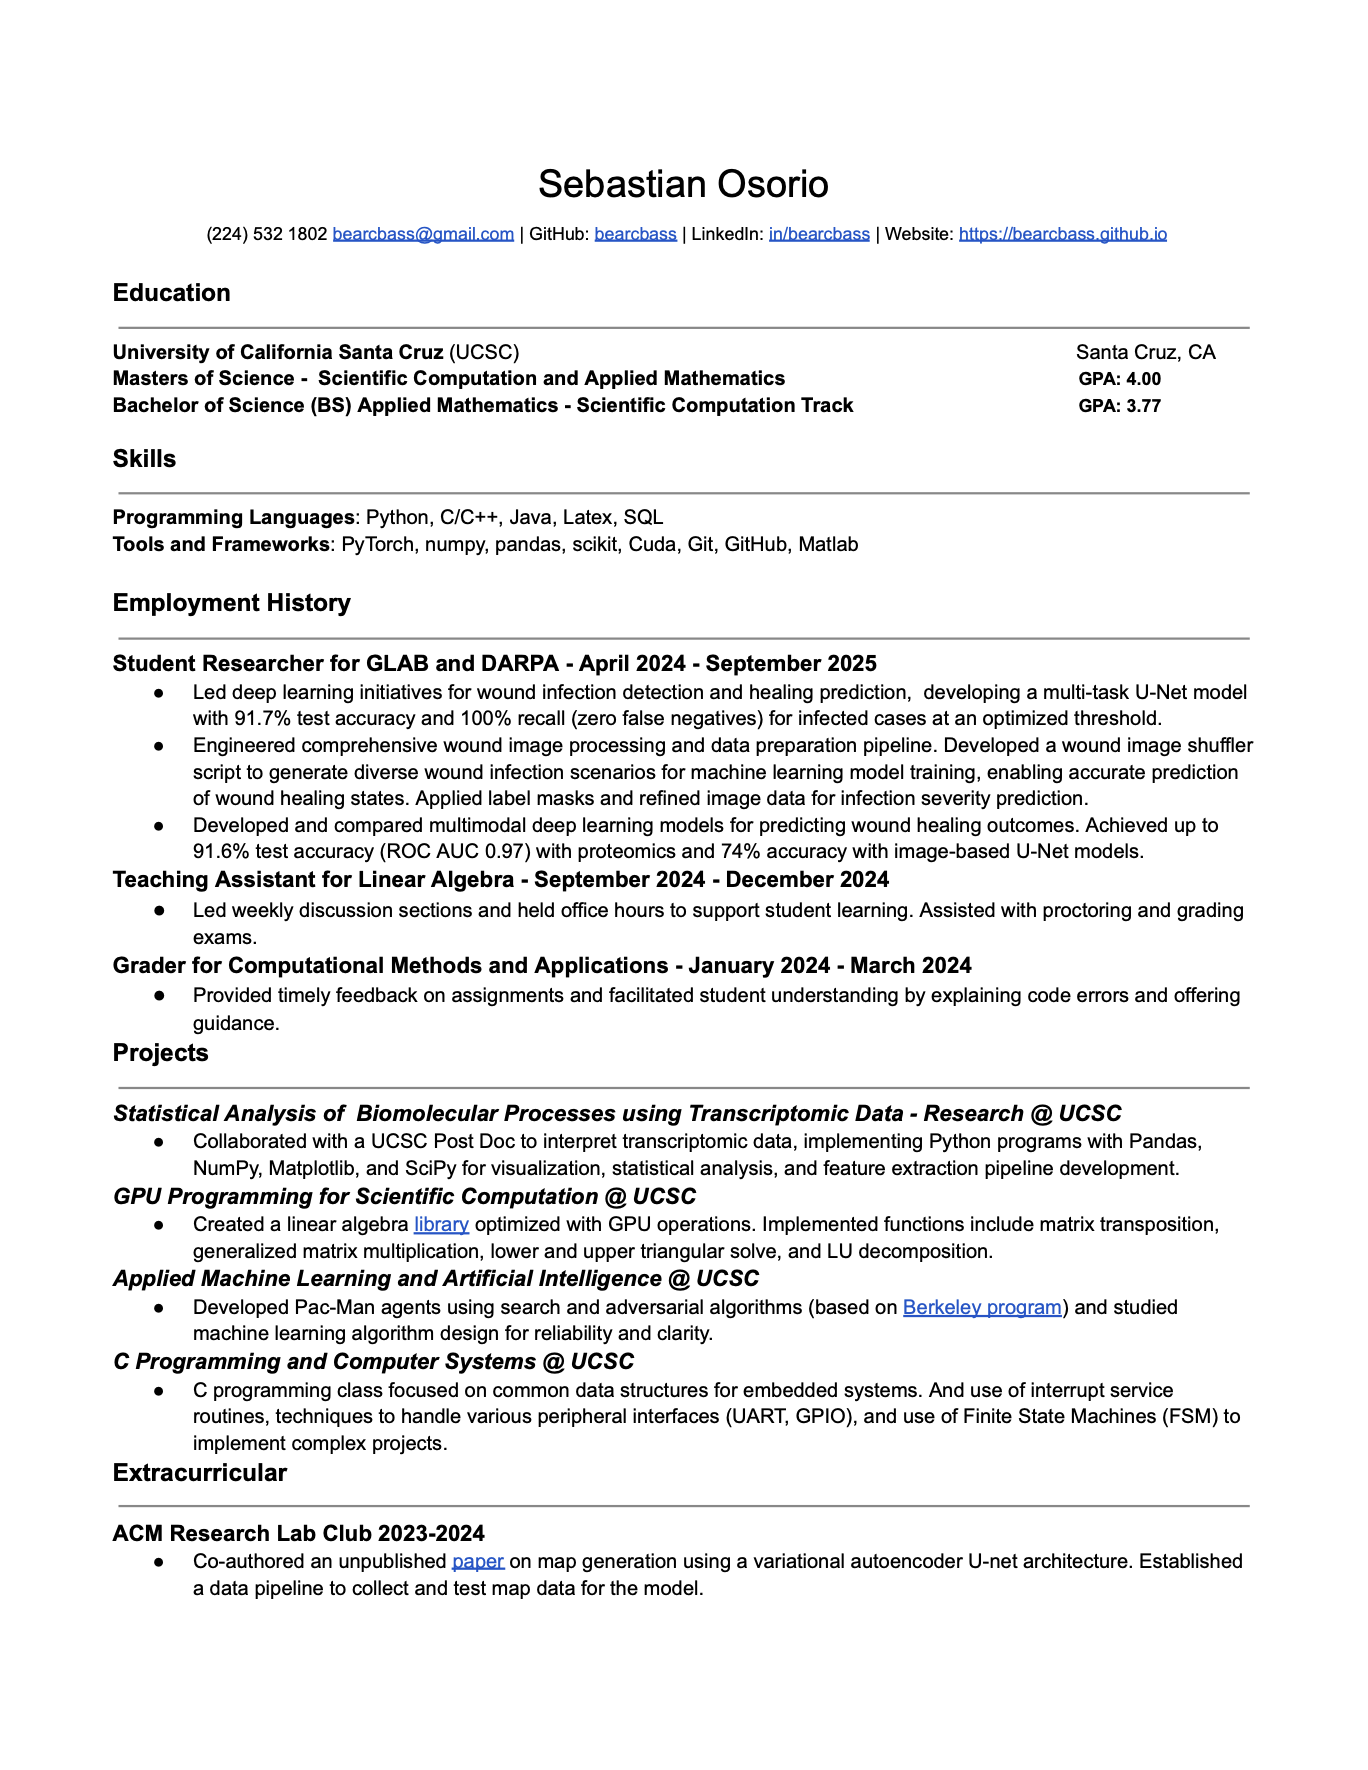 Sebastian Osorio
(224) 532 1802 bearcbass@gmail.com | GitHub: bearcbass | LinkedIn: in/bearcbass | Website: https://bearcbass.github.io
Education
University of California Santa Cruz (UCSC) Santa Cruz, CA
Masters of Science - Scientific Computation and Applied Mathematics GPA: 4.00
Bachelor of Science (BS) Applied Mathematics - Scientific Computation Track GPA: 3.77
Skills
Programming Languages: Python, C/C++, Java, Latex, SQL
Tools and Frameworks: PyTorch, numpy, pandas, scikit, Cuda, Git, GitHub, Matlab
Employment History
Student Researcher for GLAB and DARPA - April 2024 - September 2025
● Led deep learning initiatives for wound infection detection and healing prediction, developing a multi-task U-Net model
with 91.7% test accuracy and 100% recall (zero false negatives) for infected cases at an optimized threshold.
● Engineered comprehensive wound image processing and data preparation pipeline. Developed a wound image shuffler
script to generate diverse wound infection scenarios for machine learning model training, enabling accurate prediction
of wound healing states. Applied label masks and refined image data for infection severity prediction.
● Developed and compared multimodal deep learning models for predicting wound healing outcomes. Achieved up to
91.6% test accuracy (ROC AUC 0.97) with proteomics and 74% accuracy with image-based U-Net models.
Teaching Assistant for Linear Algebra - September 2024 - December 2024
● Led weekly discussion sections and held office hours to support student learning. Assisted with proctoring and grading
exams.
Grader for Computational Methods and Applications - January 2024 - March 2024
● Provided timely feedback on assignments and facilitated student understanding by explaining code errors and offering
guidance.
Projects
Statistical Analysis of Biomolecular Processes using Transcriptomic Data - Research @ UCSC
● Collaborated with a UCSC Post Doc to interpret transcriptomic data, implementing Python programs with Pandas,
NumPy, Matplotlib, and SciPy for visualization, statistical analysis, and feature extraction pipeline development.
GPU Programming for Scientific Computation @ UCSC
● Created a linear algebra library optimized with GPU operations. Implemented functions include matrix transposition,
generalized matrix multiplication, lower and upper triangular solve, and LU decomposition.
Applied Machine Learning and Artificial Intelligence @ UCSC
● Developed Pac-Man agents using search and adversarial algorithms (based on Berkeley program) and studied
machine learning algorithm design for reliability and clarity.
C Programming and Computer Systems @ UCSC
● C programming class focused on common data structures for embedded systems. And use of interrupt service
routines, techniques to handle various peripheral interfaces (UART, GPIO), and use of Finite State Machines (FSM) to
implement complex projects.
Extracurricular
ACM Research Lab Club 2023-2024
● Co-authored an unpublished paper on map generation using a variational autoencoder U-net architecture. Established
a data pipeline to collect and test map data for the model.